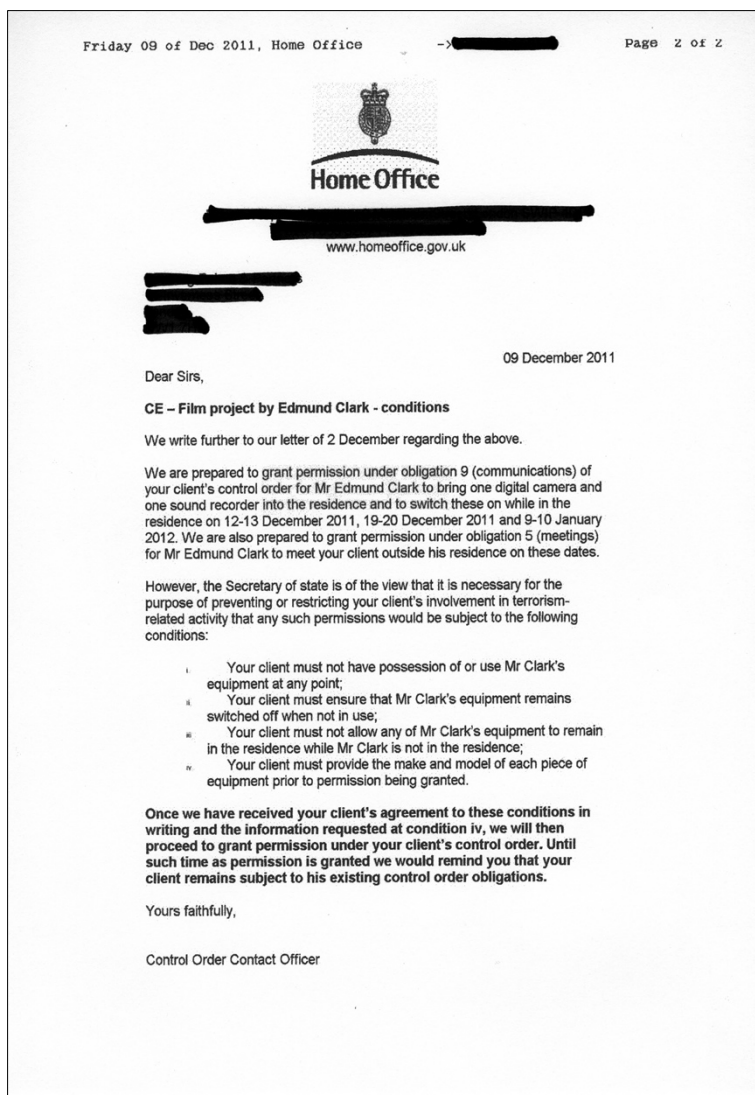 Friday 09 of Dec 2011, Home Office -> Page 2 of 2
Home Office
www.homeoffice.gov.uk
09 December 2011
Dear Sirs,
CE – Film project by Edmund Clark - conditions
We write further to our letter of 2 December regarding the above.
We are prepared to grant permission under obligation 9 (communications) of
your client's control order for Mr Edmund Clark to bring one digital camera and
one sound recorder into the residence and to switch these on while in the
residence on 12-13 December 2011, 19-20 December 2011 and 9-10 January
2012. We are also prepared to grant permission under obligation 5 (meetings)
for Mr Edmund Clark to meet your client outside his residence on these dates.
However, the Secretary of state is of the view that it is necessary for the
purpose of preventing or restricting your client's involvement in terrorism-
related activity that any such permissions would be subject to the following
conditions:
i. Your client must not have possession of or use Mr Clark's
equipment at any point;
ii. Your client must ensure that Mr Clark's equipment remains
switched off when not in use;
iii. Your client must not allow any of Mr Clark's equipment to remain
in the residence while Mr Clark is not in the residence;
iv. Your client must provide the make and model of each piece of
equipment prior to permission being granted.
Once we have received your client's agreement to these conditions in
writing and the information requested at condition iv, we will then
proceed to grant permission under your client's control order. Until
such time as permission is granted we would remind you that your
client remains subject to his existing control order obligations.
Yours faithfully,
Control Order Contact Officer